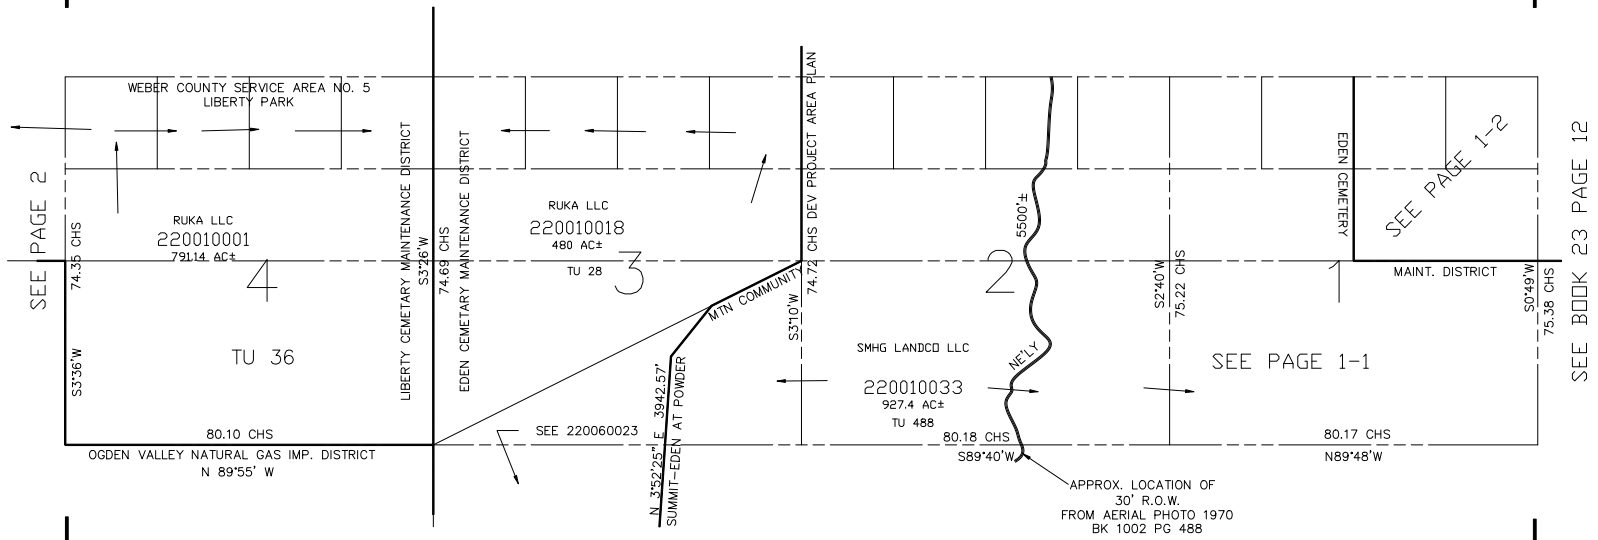 WEBER COUNTY SERVICE AREA NO. 5
LIBERTY PARK
SEE PAGE 2
74.35 CHS
S3°36'W
RUKA LLC
220010001
791.14 AC±
4
TU 36
80.10 CHS
OGDEN VALLEY NATURAL GAS IMP. DISTRICT
N 89°55' W
LIBERTY CEMETARY MAINTENANCE DISTRICT
S3°26'W
74.69 CHS
EDEN CEMETARY MAINTENANCE DISTRICT
RUKA LLC
220010018
480 AC±
TU 28
3
SEE 220060023
N 3°52'25" E 3942.57'
SUMMIT-EDEN AT POWDER
MTN COMMUNITY
74.72 CHS DEV PROJECT AREA PLAN
S3°10'W
2
SMHG LANDCO LLC
220010033
927.4 AC±
TU 488
80.18 CHS
S89°40'W
5500'±
NE'LY
APPROX. LOCATION OF
30' R.O.W.
FROM AERIAL PHOTO 1970
BK 1002 PG 488
S2°40'W
75.22 CHS
1
SEE PAGE 1-1
80.17 CHS
N89°48'W
EDEN CEMETERY
MAINT. DISTRICT
SEE PAGE 1-2
S0°49'W
75.38 CHS
SEE BOOK 23 PAGE 12